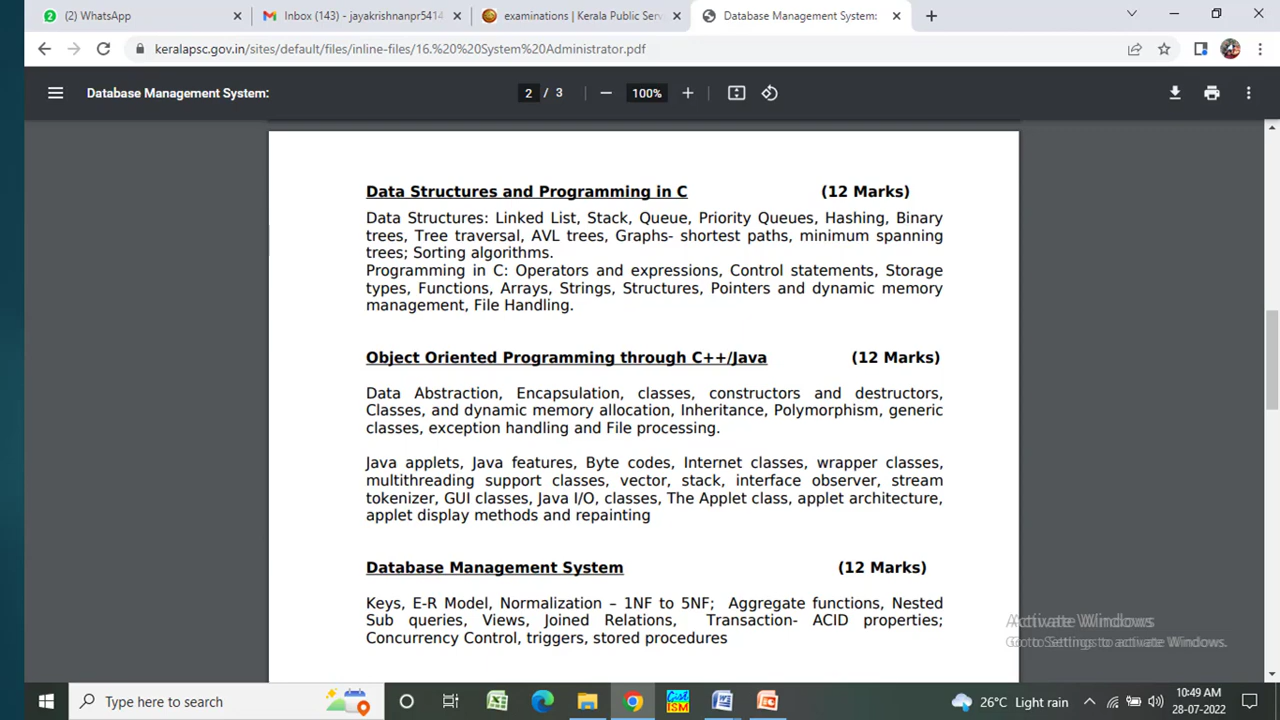 (2) WhatsApp
Inbox (143) - jayakrishnanpr5414
examinations | Kerala Public Serv
Database Management System:
keralapsc.gov.in/sites/default/files/inline-files/16.%20%20System%20Administrator.pdf
Database Management System:
2 / 3
100%
Data Structures and Programming in C (12 Marks)
Data Structures: Linked List, Stack, Queue, Priority Queues, Hashing, Binary
trees, Tree traversal, AVL trees, Graphs- shortest paths, minimum spanning
trees; Sorting algorithms.
Programming in C: Operators and expressions, Control statements, Storage
types, Functions, Arrays, Strings, Structures, Pointers and dynamic memory
management, File Handling.
Object Oriented Programming through C++/Java (12 Marks)
Data Abstraction, Encapsulation, classes, constructors and destructors,
Classes, and dynamic memory allocation, Inheritance, Polymorphism, generic
classes, exception handling and File processing.
Java applets, Java features, Byte codes, Internet classes, wrapper classes,
multithreading support classes, vector, stack, interface observer, stream
tokenizer, GUI classes, Java I/O, classes, The Applet class, applet architecture,
applet display methods and repainting
Database Management System (12 Marks)
Keys, E-R Model, Normalization – 1NF to 5NF; Aggregate functions, Nested
Sub queries, Views, Joined Relations, Transaction- ACID properties;
Concurrency Control, triggers, stored procedures
Activate Windows
Go to Settings to activate Windows.
Type here to search
26°C Light rain
10:49 AM
28-07-2022